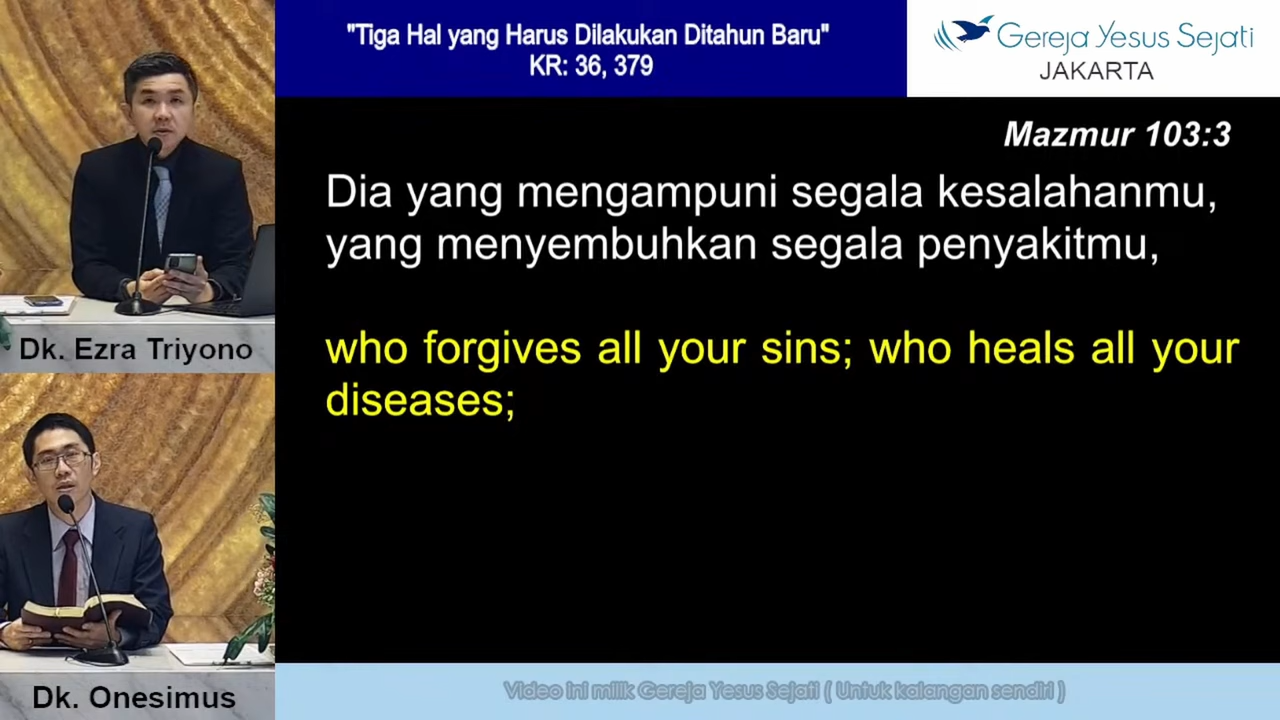 "Tiga Hal yang Harus Dilakukan Ditahun Baru"
KR: 36, 379
Gereja Yesus Sejati
JAKARTA
Mazmur 103:3
Dia yang mengampuni segala kesalahanmu,
yang menyembuhkan segala penyakitmu,
who forgives all your sins; who heals all your
diseases;
Dk. Ezra Triyono
Dk. Onesimus
Video ini milik Gereja Yesus Sejati ( Untuk kalangan sendiri )